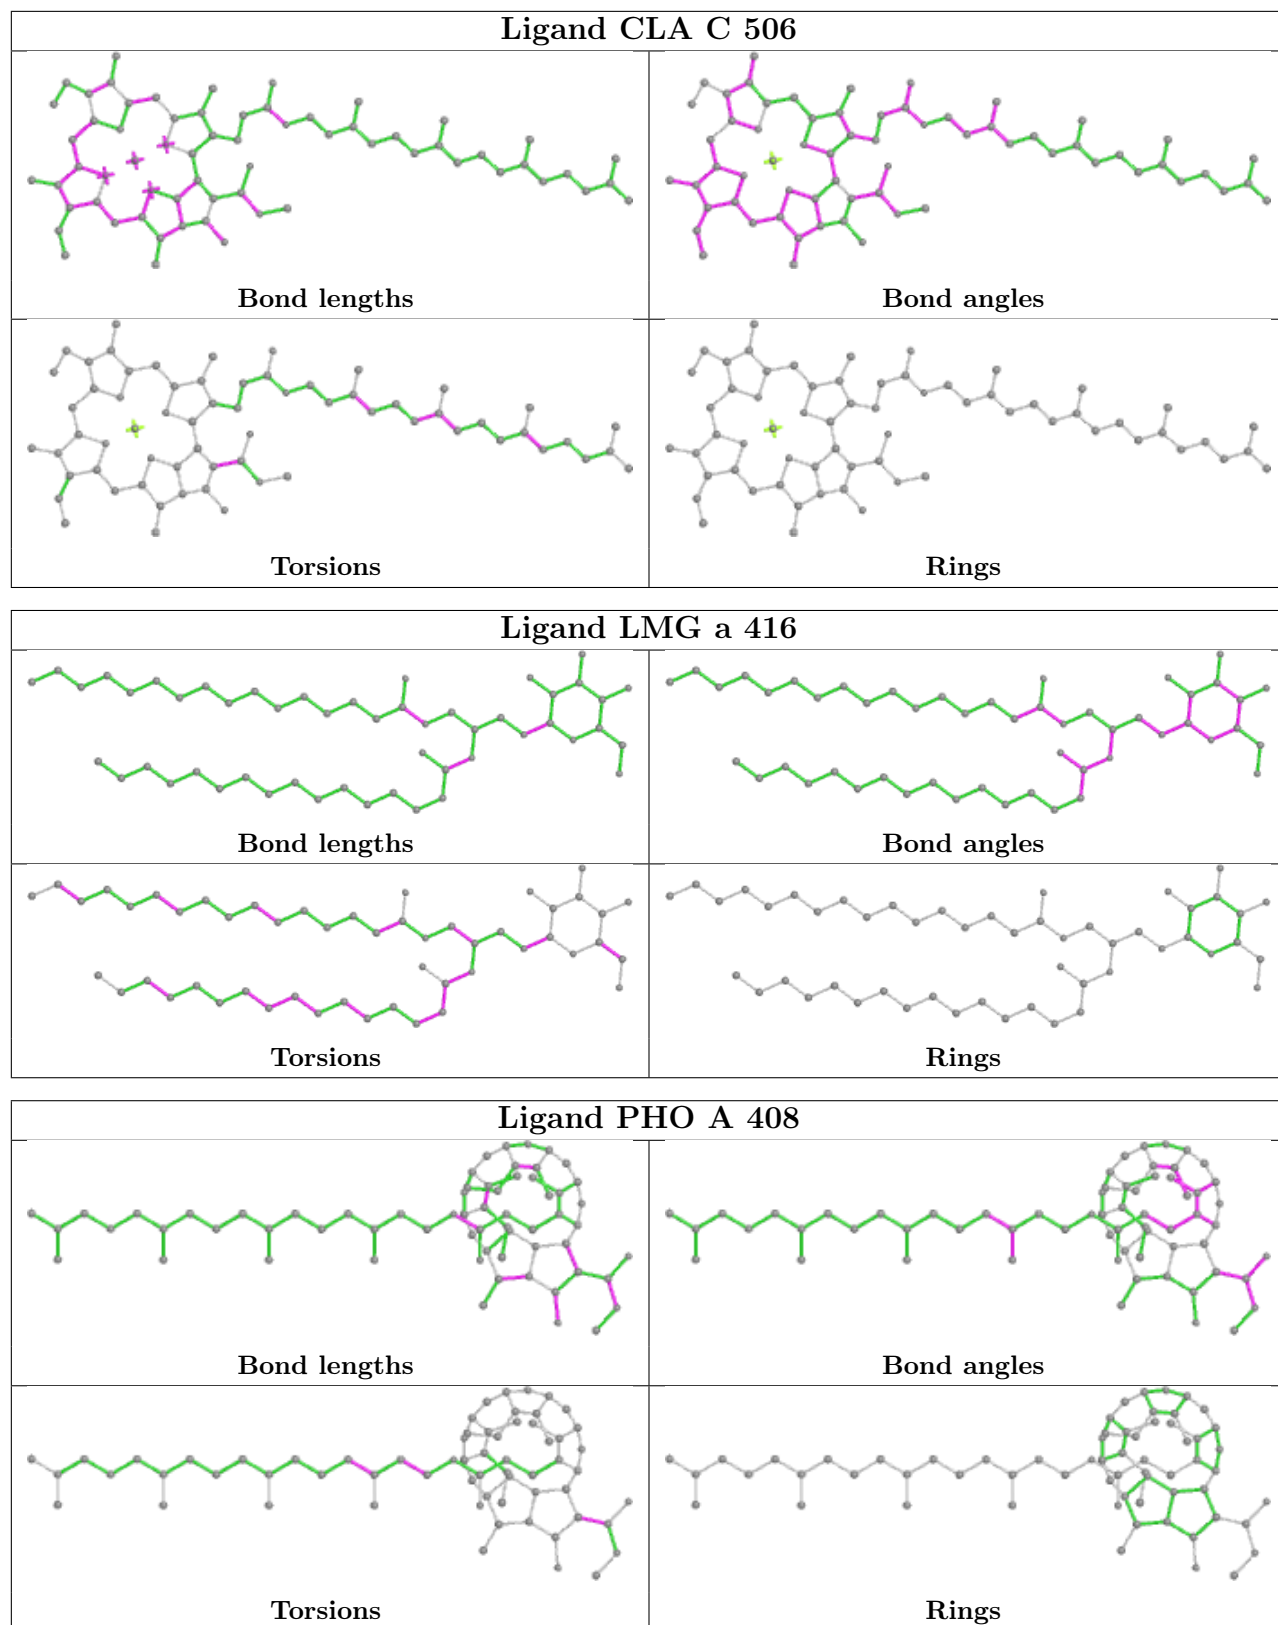 Ligand CLA C 506
Bond lengths
Bond angles
Torsions
Rings
Ligand LMG a 416
Bond lengths
Bond angles
Torsions
Rings
Ligand PHO A 408
Bond lengths
Bond angles
Torsions
Rings